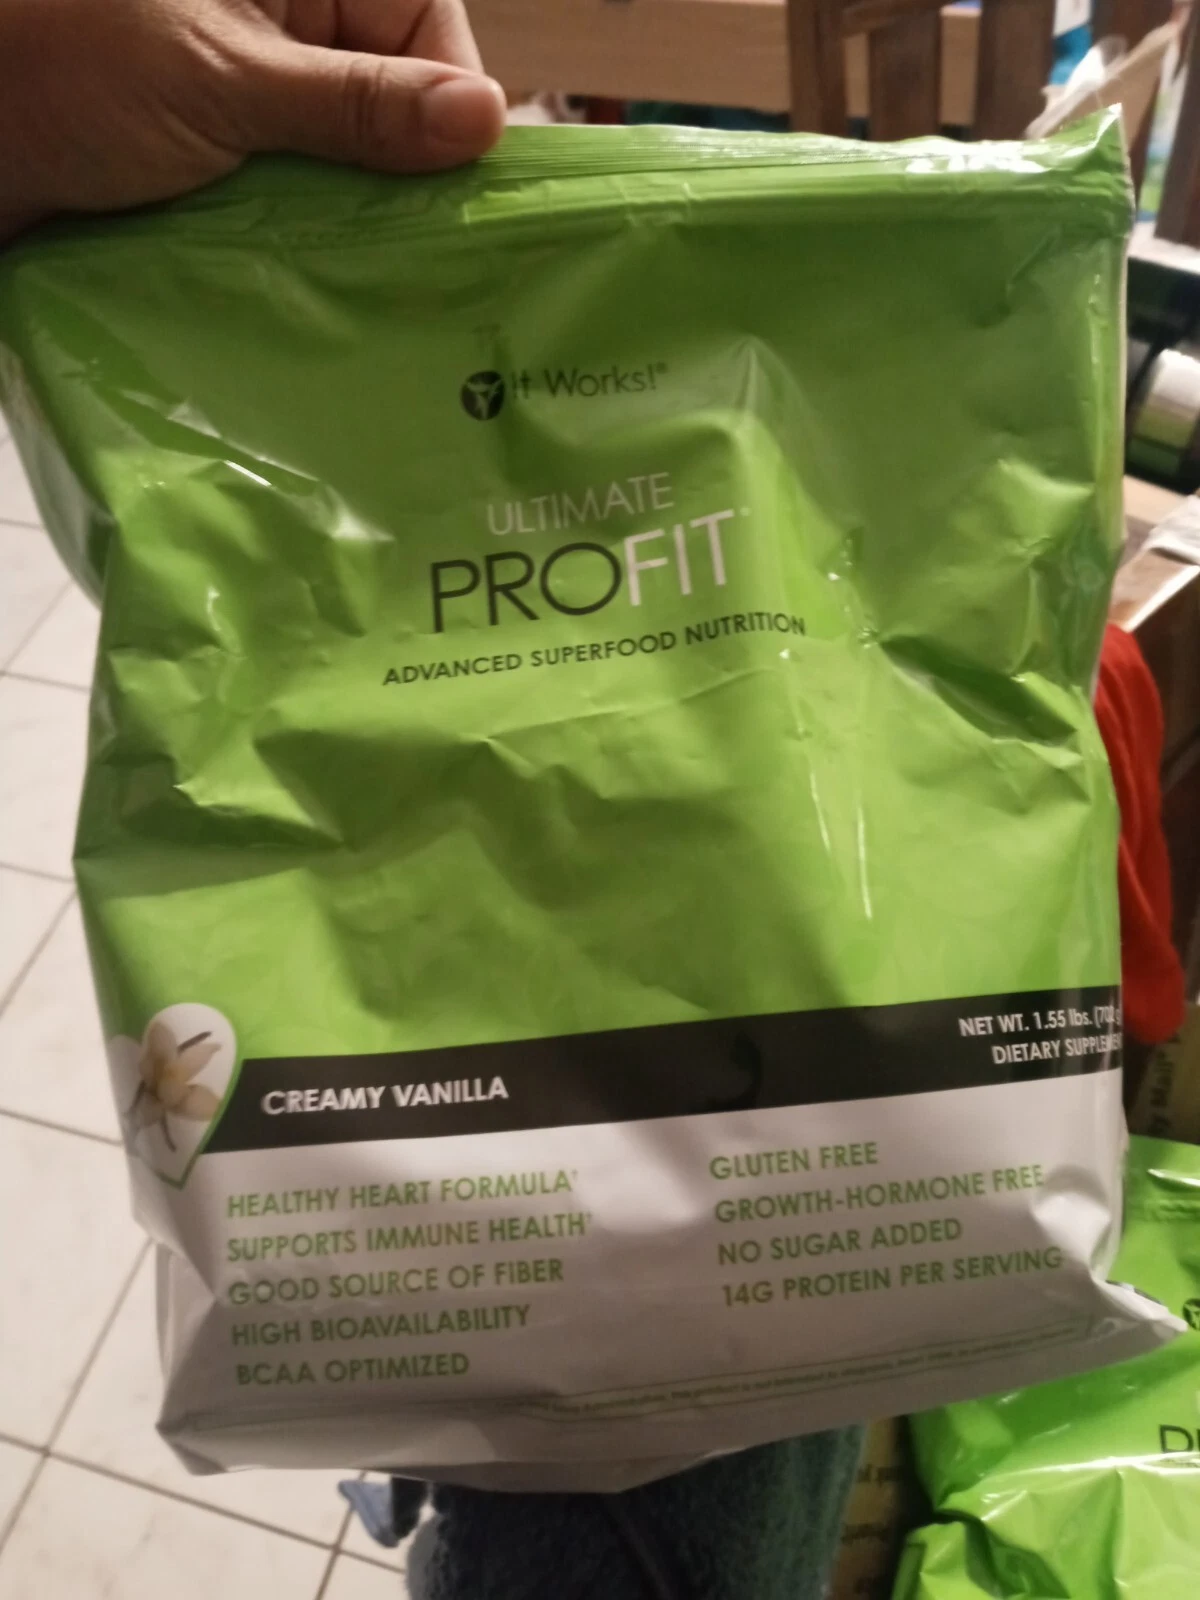 It Works!®
ULTIMATE
PROFIT
ADVANCED SUPERFOOD NUTRITION
NET WT. 1.55 lbs. (702 g
DIETARY SUPPLEMENT
CREAMY VANILLA
HEALTHY HEART FORMULA†
SUPPORTS IMMUNE HEALTH†
GOOD SOURCE OF FIBER
HIGH BIOAVAILABILITY
BCAA OPTIMIZED
GLUTEN FREE
GROWTH-HORMONE FREE
NO SUGAR ADDED
14G PROTEIN PER SERVING